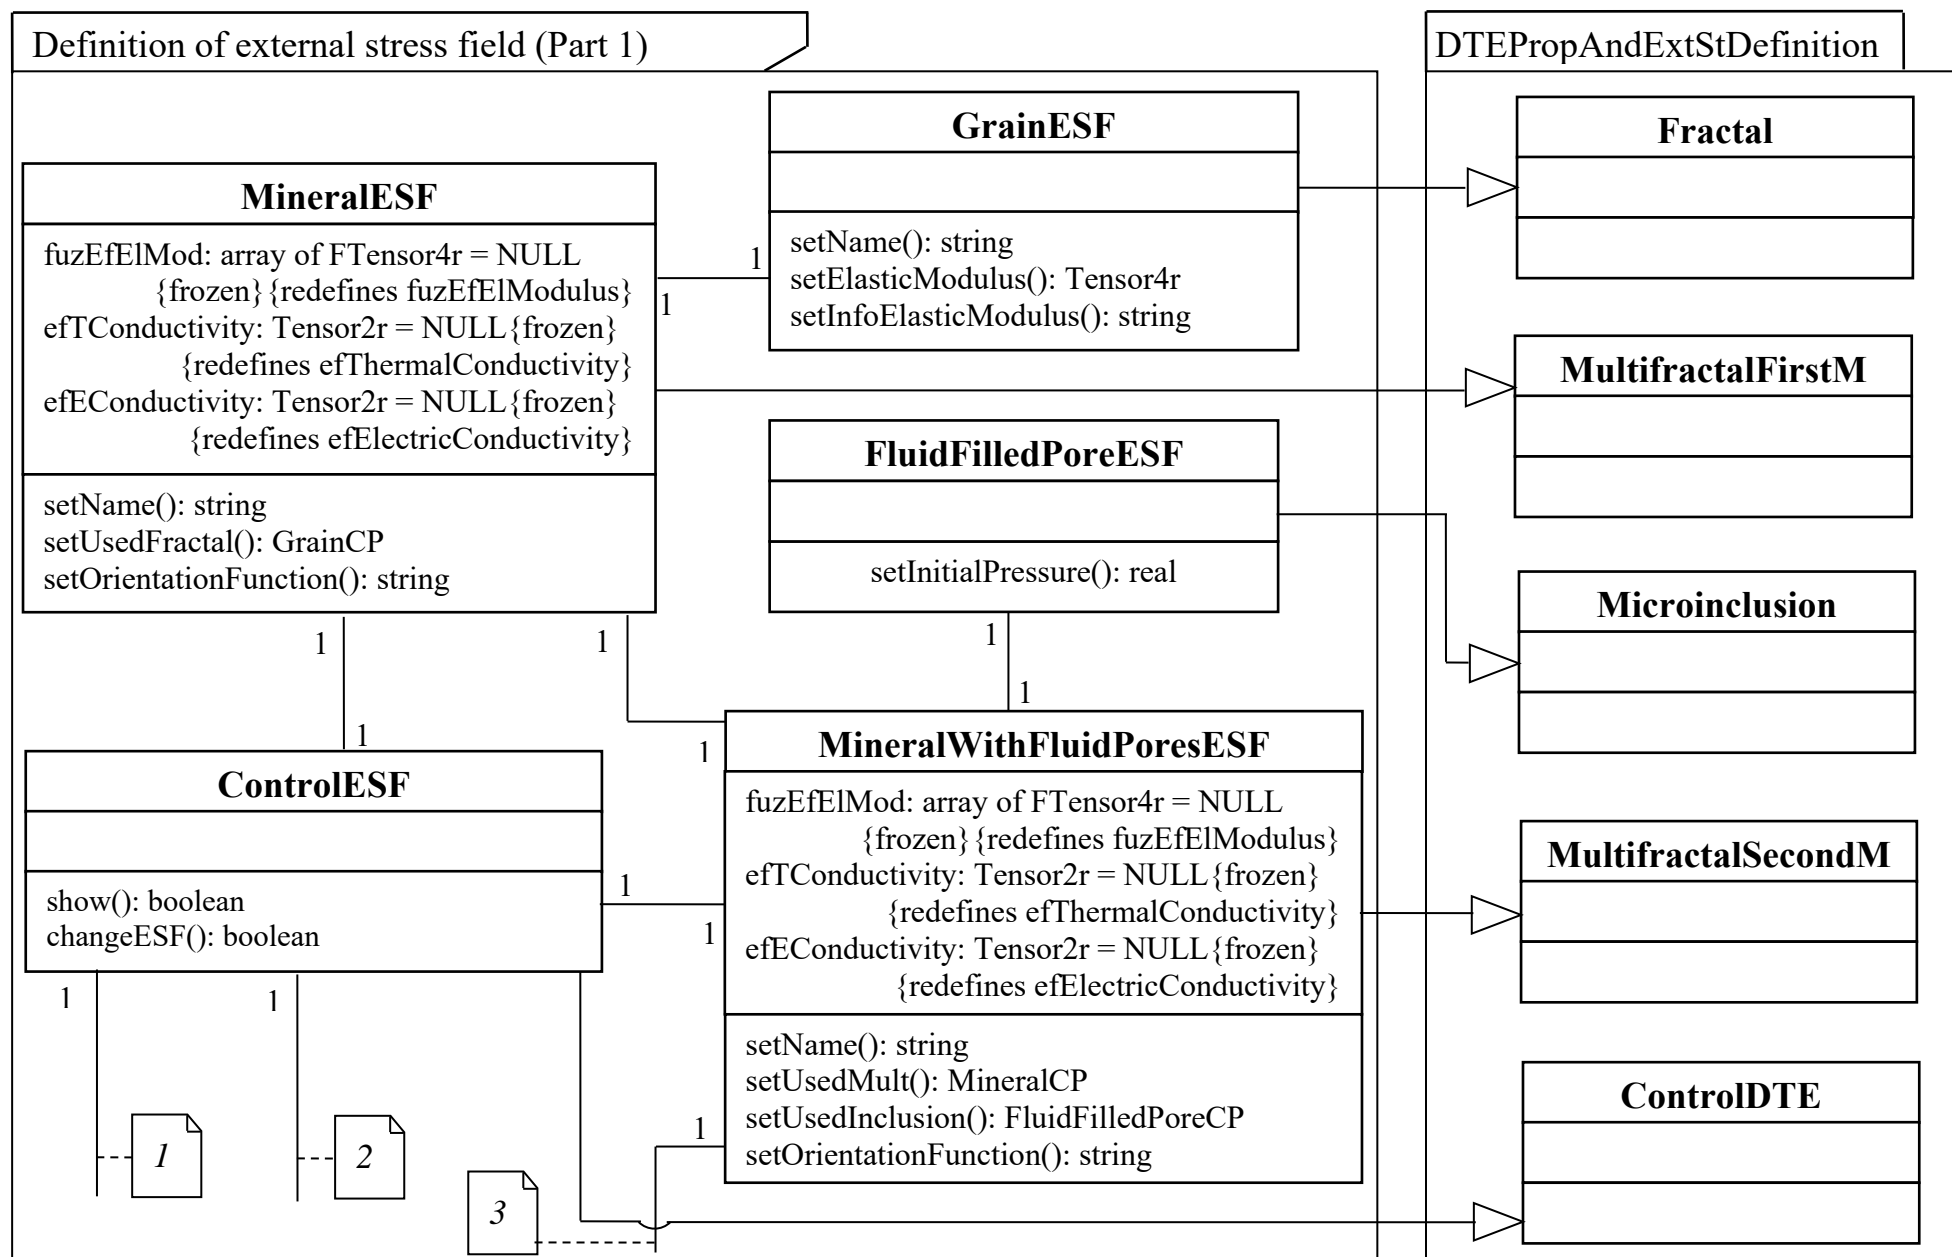 Definition of external stress field (Part 1)
DTEPropAndExtStDefinition
GrainESF
Fractal
MineralESF
fuzEfElMod: array of FTensor4r = NULL
{frozen}{redefines fuzEfElModulus}
efTConductivity: Tensor2r = NULL{frozen}
{redefines efThermalConductivity}
efEConductivity: Tensor2r = NULL{frozen}
{redefines efElectricConductivity}
setName(): string
setUsedFractal(): GrainCP
setOrientationFunction(): string
1
1
setName(): string
setElasticModulus(): Tensor4r
setInfoElasticModulus(): string
MultifractalFirstM
FluidFilledPoreESF
setInitialPressure(): real
Microinclusion
1
1
1
1
1
1
ControlESF
show(): boolean
changeESF(): boolean
1
1
MineralWithFluidPoresESF
fuzEfElMod: array of FTensor4r = NULL
{frozen}{redefines fuzEfElModulus}
efTConductivity: Tensor2r = NULL{frozen}
{redefines efThermalConductivity}
efEConductivity: Tensor2r = NULL{frozen}
{redefines efElectricConductivity}
setName(): string
setUsedMult(): MineralCP
setUsedInclusion(): FluidFilledPoreCP
setOrientationFunction(): string
MultifractalSecondM
1
1
1
1
2
3
ControlDTE